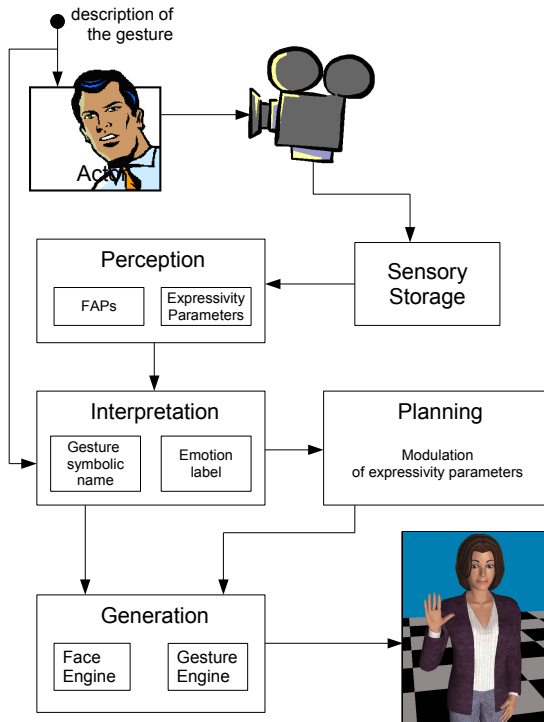 description of
the gesture
Actor
Sensory
Storage
Perception
FAPs
Expressivity
Parameters
Interpretation
Gesture
symbolic
name
Emotion
label
Planning
Modulation
of expressivity parameters
Generation
Face
Engine
Gesture
Engine